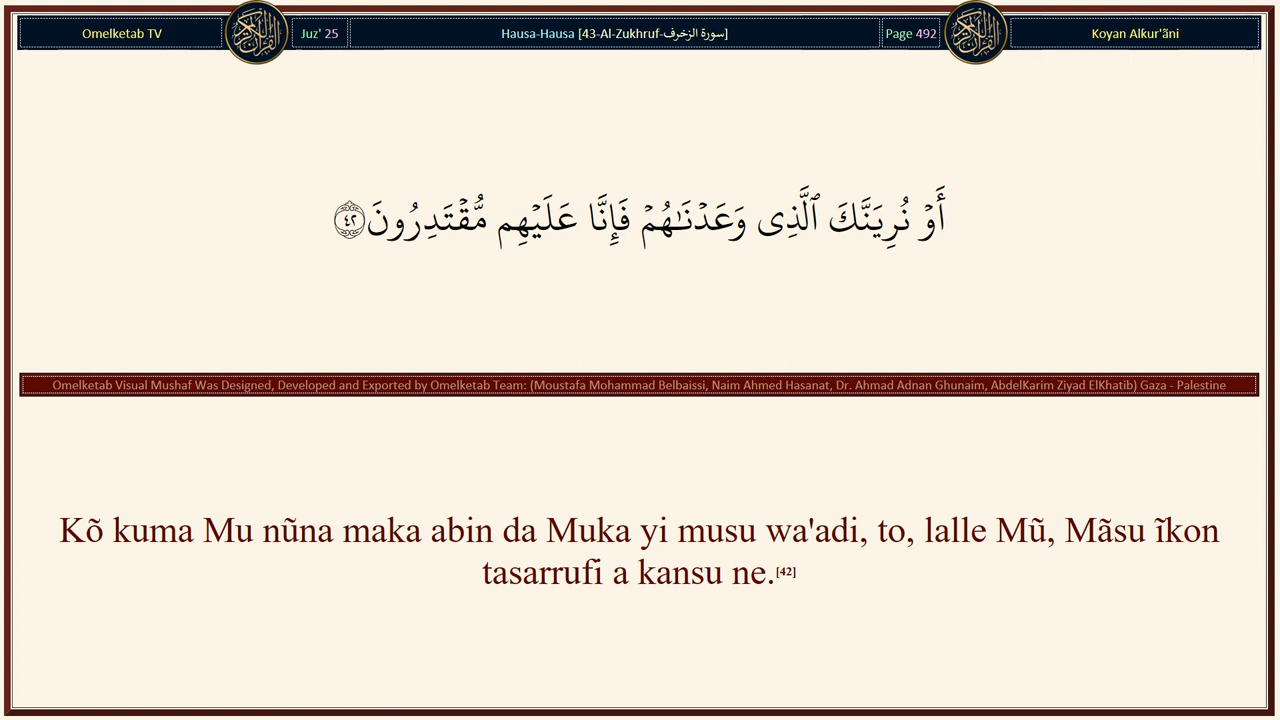 Omelketab TV
Juz' 25
Hausa-Hausa [43-Al-Zukhruf-سورة الزخرف]
Page 492
Koyan Alkur'ãni
أَوْ نُرِيَنَّكَ ٱلَّذِى وَعَدْنَـٰهُمْ فَإِنَّا عَلَيْهِم مُّقْتَدِرُونَ ٤٢
Omelketab Visual Mushaf Was Designed, Developed and Exported by Omelketab Team: (Moustafa Mohammad Belbaissi, Naim Ahmed Hasanat, Dr. Ahmad Adnan Ghunaim, AbdelKarim Ziyad ElKhatib) Gaza - Palestine
Kõ kuma Mu nũna maka abin da Muka yi musu wa'adi, to, lalle Mũ, Mãsu ĩkon
tasarrufi a kansu ne.[42]